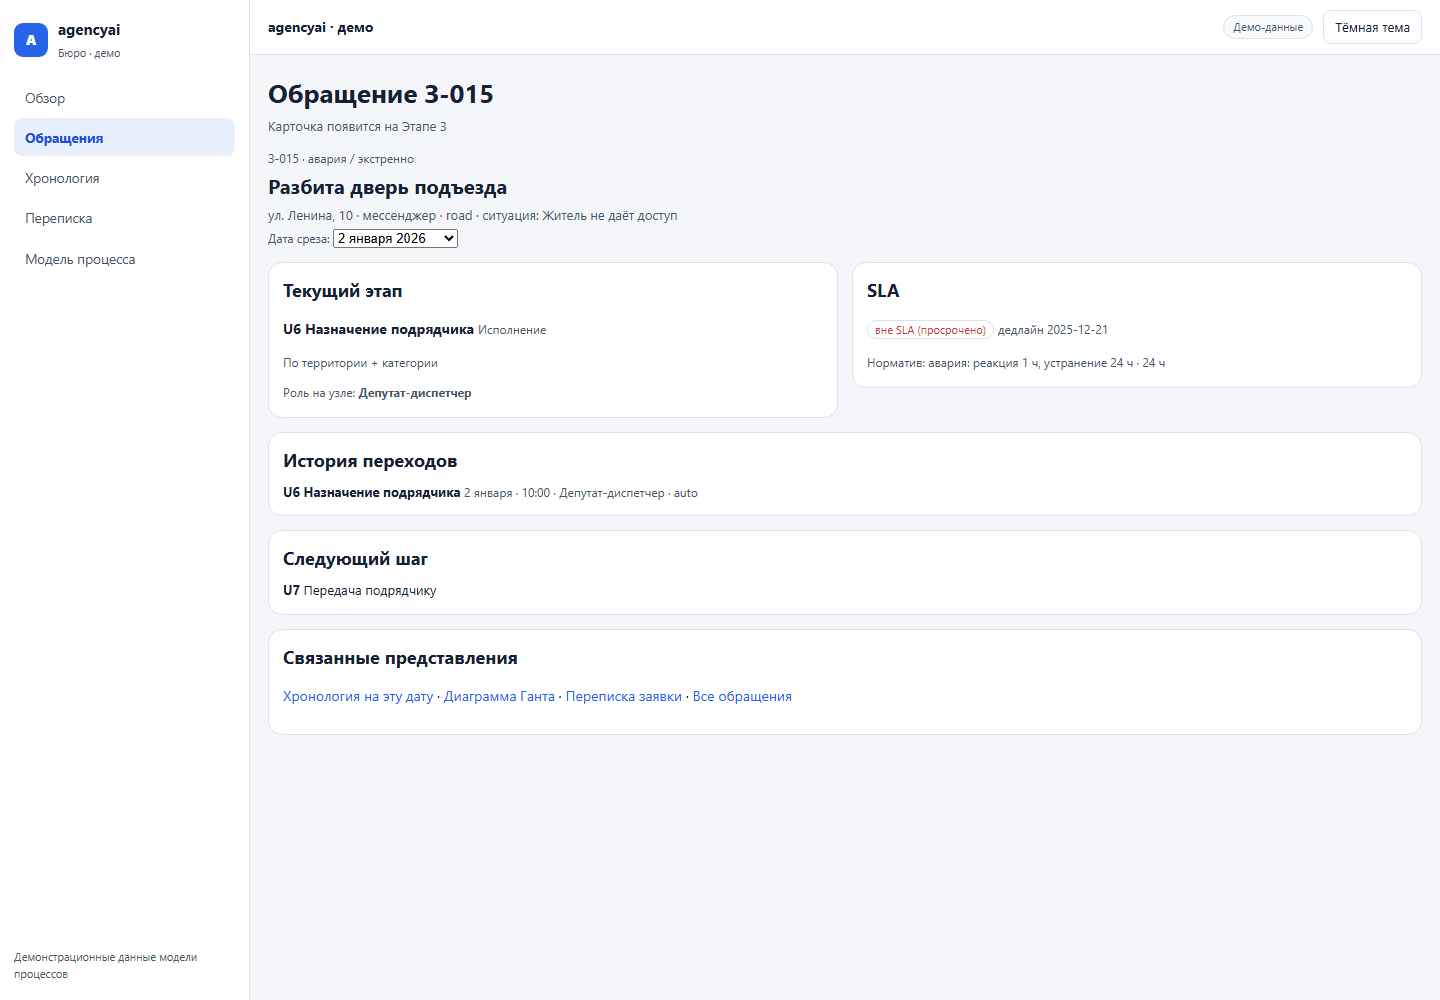 A
agencyai
Бюро · демо
Обзор
Обращения
Хронология
Переписка
Модель процесса
Демонстрационные данные модели
процессов
agencyai · демо
Демо-данные
Тёмная тема
Обращение 3-015
Карточка появится на Этапе 3
3-015 · авария / экстренно
Разбита дверь подъезда
ул. Ленина, 10 · мессенджер · road · ситуация: Житель не даёт доступ
Дата среза: 2 января 2026
Текущий этап
U6 Назначение подрядчика Исполнение
По территории + категории
Роль на узле: Депутат-диспетчер
SLA
вне SLA (просрочено) дедлайн 2025-12-21
Норматив: авария: реакция 1 ч, устранение 24 ч · 24 ч
История переходов
U6 Назначение подрядчика 2 января · 10:00 · Депутат-диспетчер · auto
Следующий шаг
U7 Передача подрядчику
Связанные представления
Хронология на эту дату · Диаграмма Ганта · Переписка заявки · Все обращения